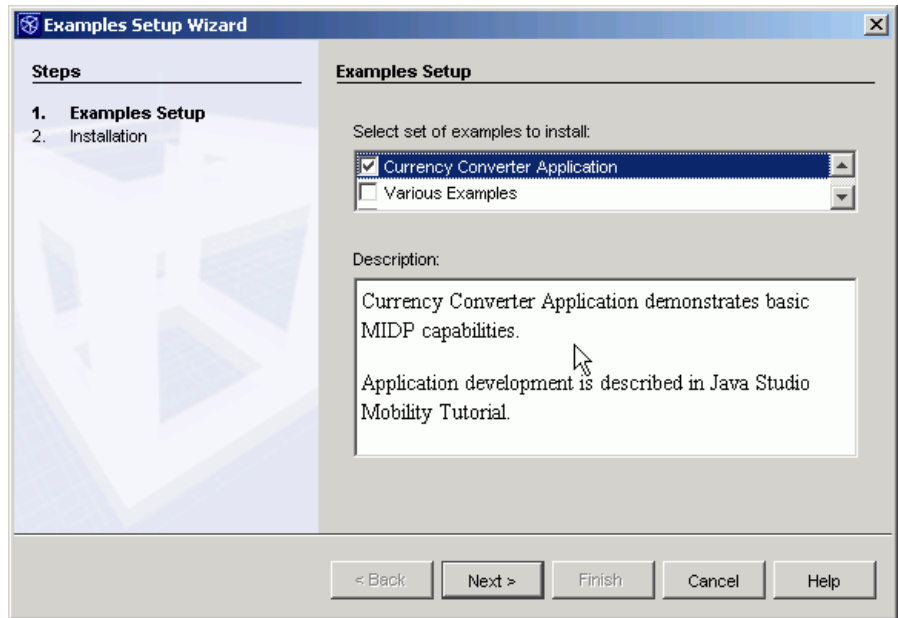 Examples Setup Wizard
Steps
1. Examples Setup
2. Installation
Examples Setup
Select set of examples to install:
Currency Converter Application
Various Examples
Description:
Currency Converter Application demonstrates basic
MIDP capabilities.
Application development is described in Java Studio
Mobility Tutorial.
< Back
Next >
Finish
Cancel
Help